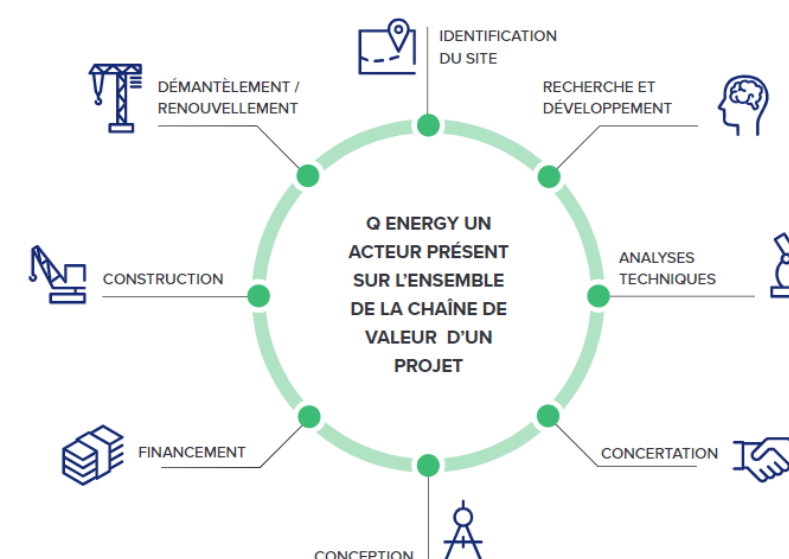 IDENTIFICATION
DU SITE
RECHERCHE ET
DÉVELOPPEMENT
ANALYSES
TECHNIQUES
CONCERTATION
CONCEPTION
FINANCEMENT
CONSTRUCTION
DÉMANTÈLEMENT /
RENOUVELLEMENT
Q ENERGY UN
ACTEUR PRÉSENT
SUR L'ENSEMBLE
DE LA CHAÎNE DE
VALEUR D'UN
PROJET